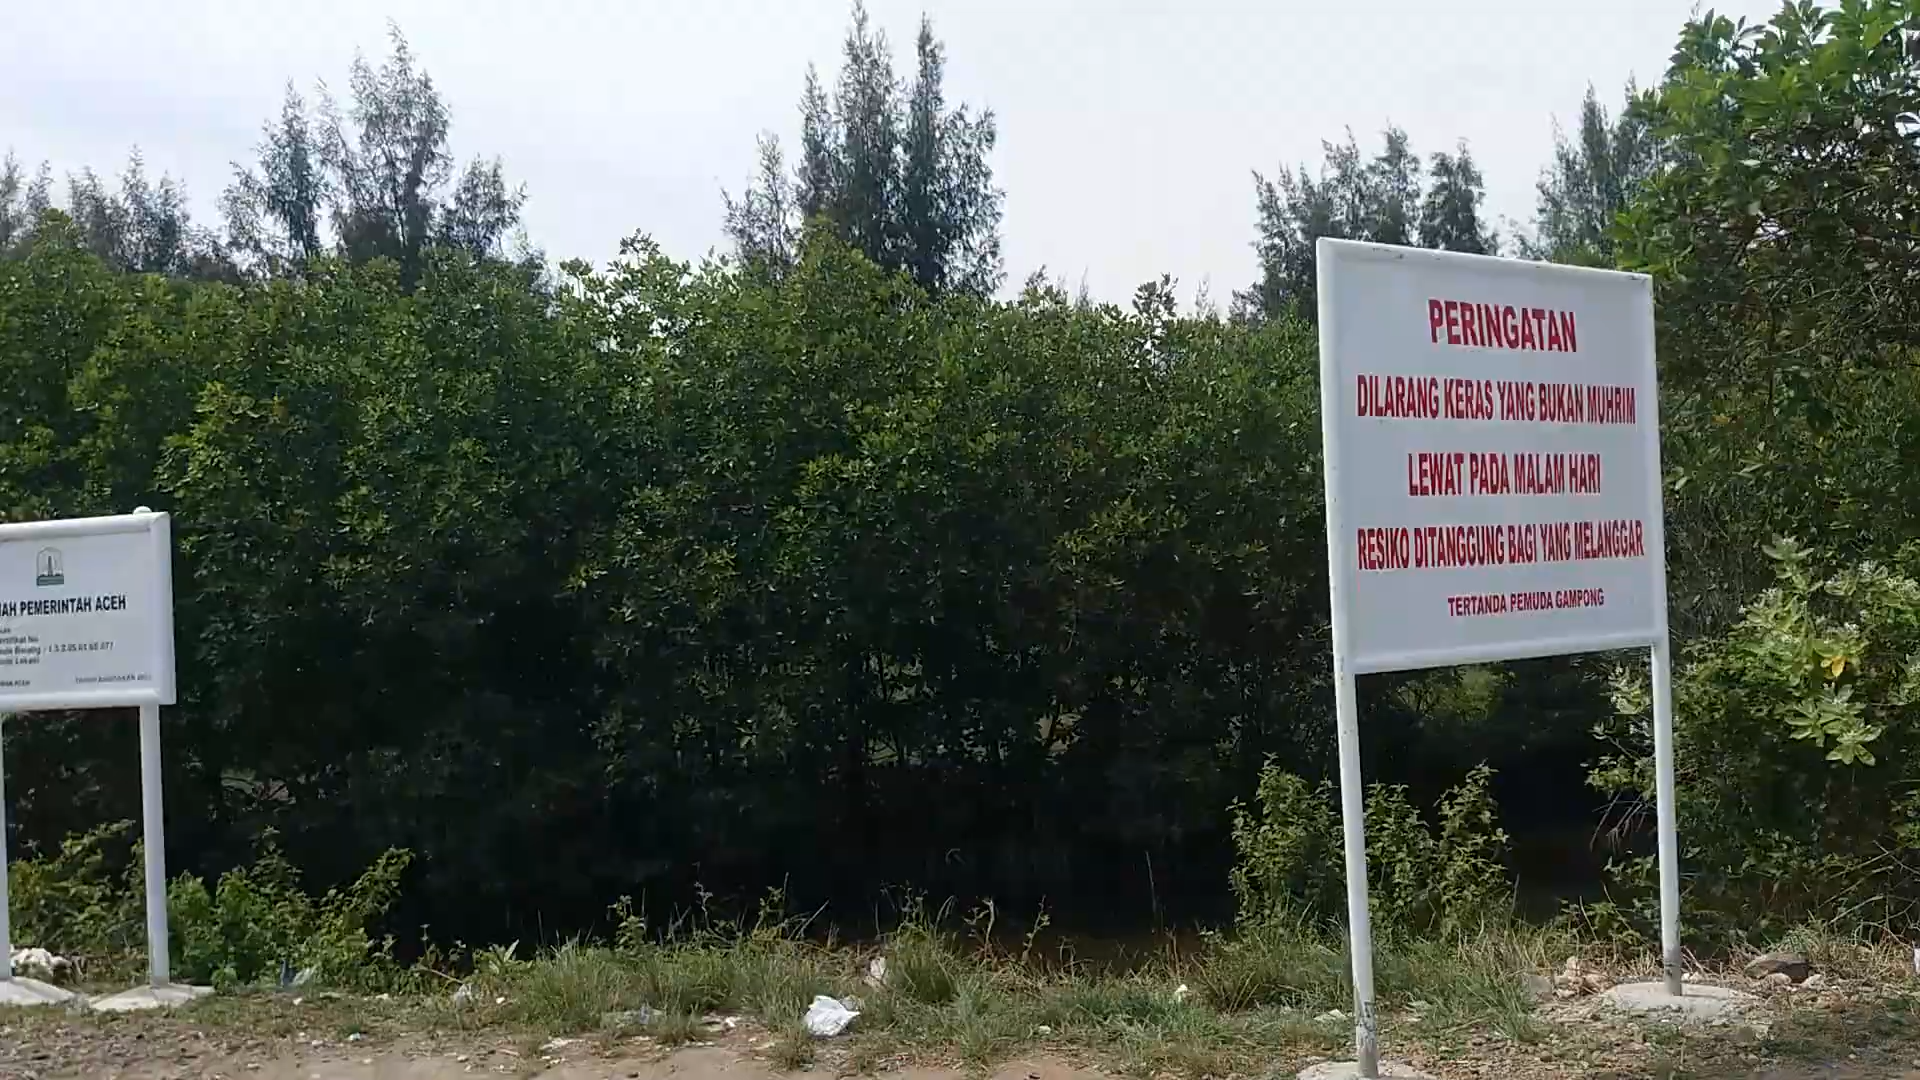 PERINGATAN
DILARANG KERAS YANG BUKAN MUHRIM
LEWAT PADA MALAM HARI
RESIKO DITANGGUNG BAGI YANG MELANGGAR
TERTANDA PEMUDA GAMPONG
PEMERINTAH ACEH